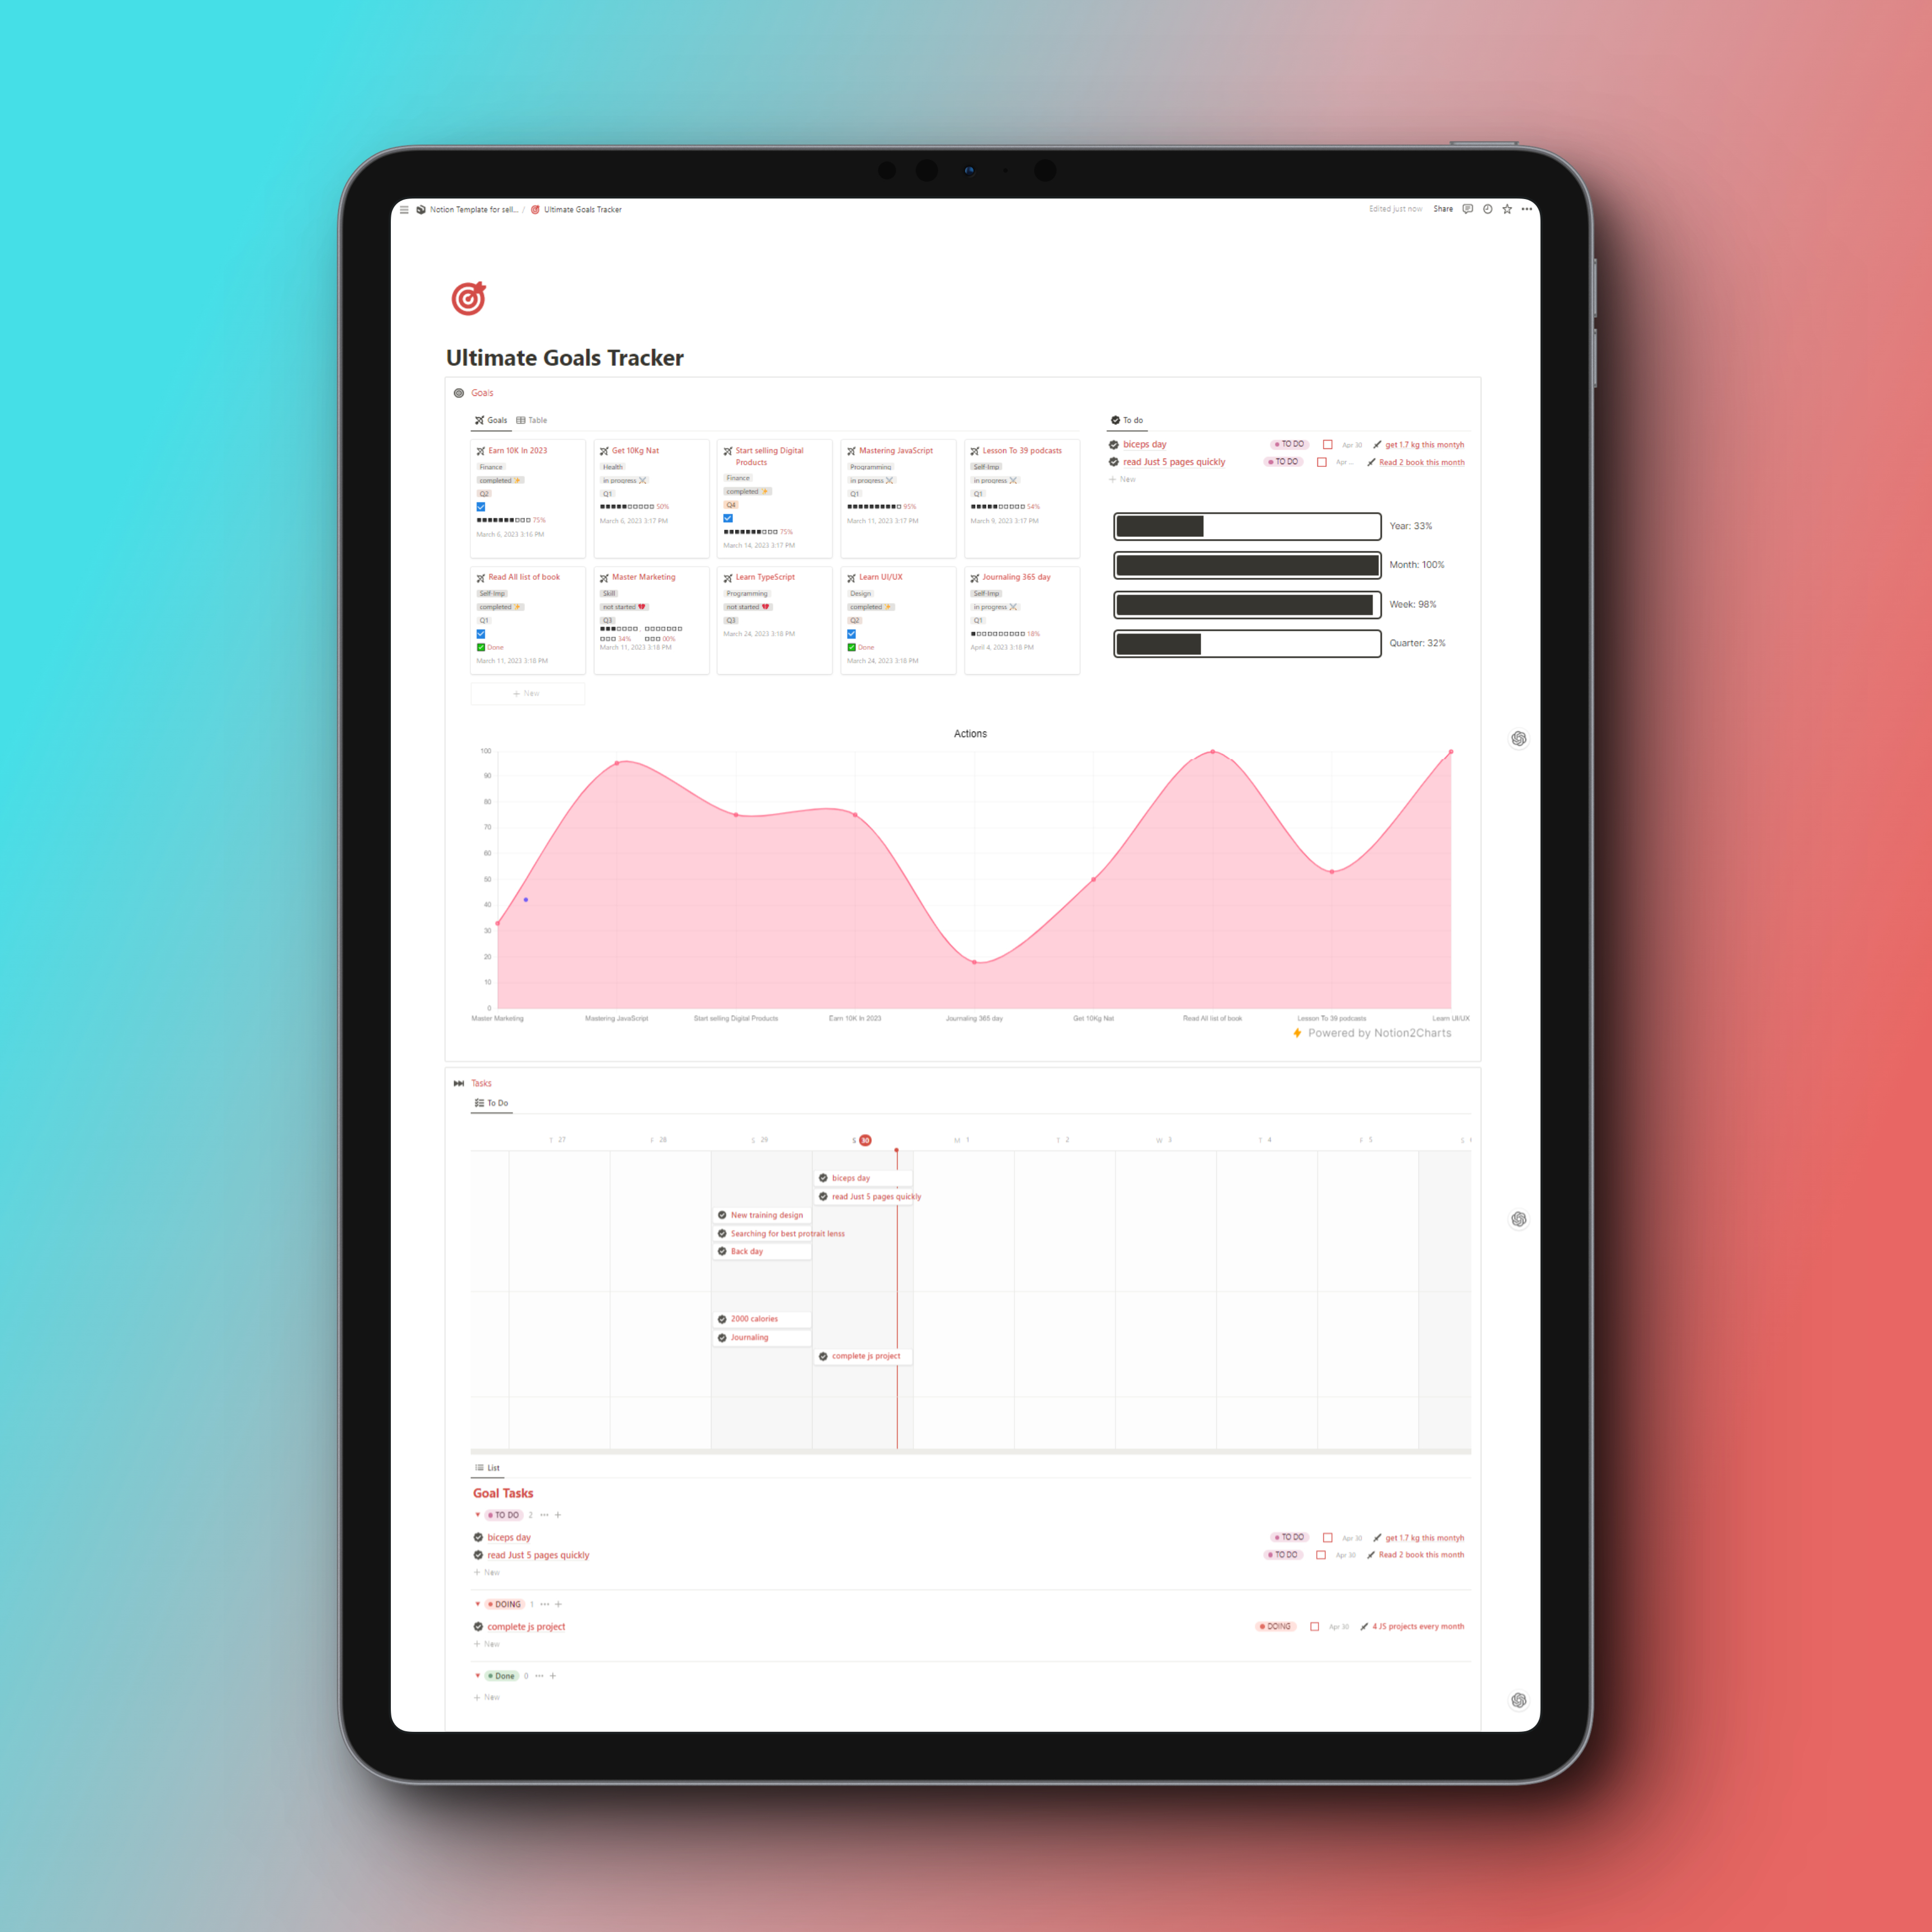 Notion Template for sell... / Ultimate Goals Tracker
Edited just now Share
Ultimate Goals Tracker
Goals
Goals Table
Earn 10K In 2023
Finance
completed
Q2
75%
March 6, 2023 3:16 PM
Get 10Kg Nat
Health
in progress
Q1
50%
March 6, 2023 3:17 PM
Start selling Digital
Products
Finance
completed
Q4
75%
March 14, 2023 3:17 PM
Mastering JavaScript
Programming
in progress
Q1
95%
March 11, 2023 3:17 PM
Lesson To 39 podcasts
Self-Imp
in progress
Q1
54%
March 9, 2023 3:17 PM
Read All list of book
Self-Imp
completed
Q1
Done
March 11, 2023 3:18 PM
Master Marketing
Skill
not started
Q3
34% 00%
March 11, 2023 3:18 PM
Learn TypeScript
Programming
not started
Q3
March 24, 2023 3:18 PM
Learn UI/UX
Design
completed
Q2
Done
March 24, 2023 3:18 PM
Journaling 365 day
Self-Imp
in progress
Q1
18%
April 4, 2023 3:18 PM
+ New
To do
biceps day TO DO Apr 30 get 1.7 kg this montyh
read Just 5 pages quickly TO DO Apr ... Read 2 book this month
+ New
Year: 33%
Month: 100%
Week: 98%
Quarter: 32%
Actions
100
90
80
70
60
50
40
30
20
10
0
Master Marketing Mastering JavaScript Start selling Digital Products Earn 10K In 2023 Journaling 365 day Get 10Kg Nat Read All list of book Lesson To 39 podcasts Learn UI/UX
Powered by Notion2Charts
Tasks
To Do
T 27 F 28 S 29 S 30 M 1 T 2 W 3 T 4 F 5 S
biceps day
read Just 5 pages quickly
New training design
Searching for best protrait lenss
Back day
2000 calories
Journaling
complete js project
List
Goal Tasks
TO DO 2 ... +
biceps day TO DO Apr 30 get 1.7 kg this montyh
read Just 5 pages quickly TO DO Apr 30 Read 2 book this month
+ New
DOING 1 ... +
complete js project DOING Apr 30 4 JS projects every month
+ New
Done 0 ... +
+ New